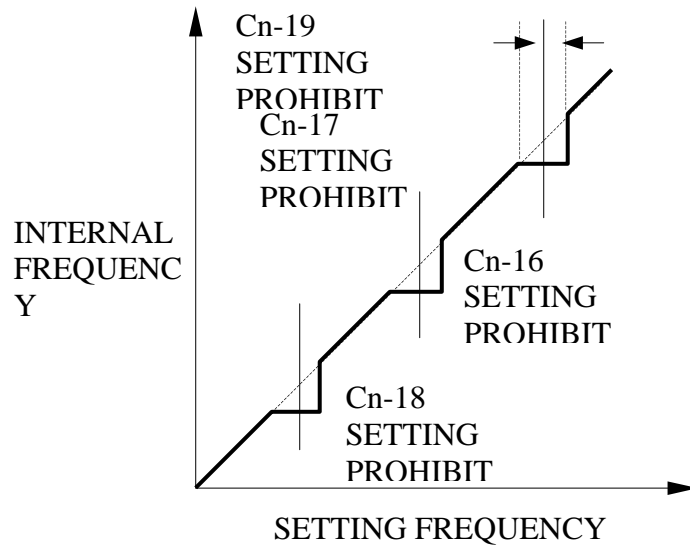 Cn-19
SETTING
PROHIBIT
Cn-17
SETTING
PROHIBIT
INTERNAL
FREQUENC
Y
Cn-16
SETTING
PROHIBIT
Cn-18
SETTING
PROHIBIT
SETTING FREQUENCY